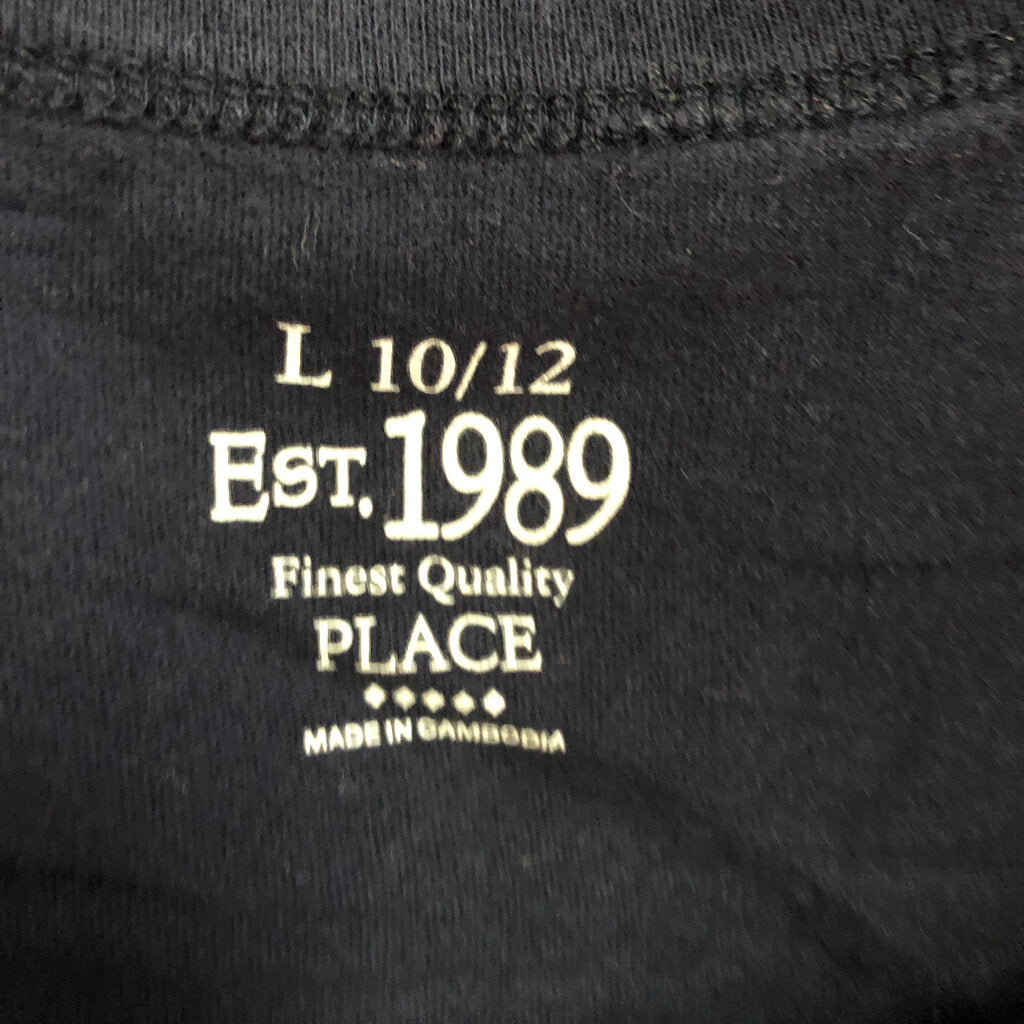 L 10/12
EST. 1989
Finest Quality
PLACE
MADE IN CAMBODIA